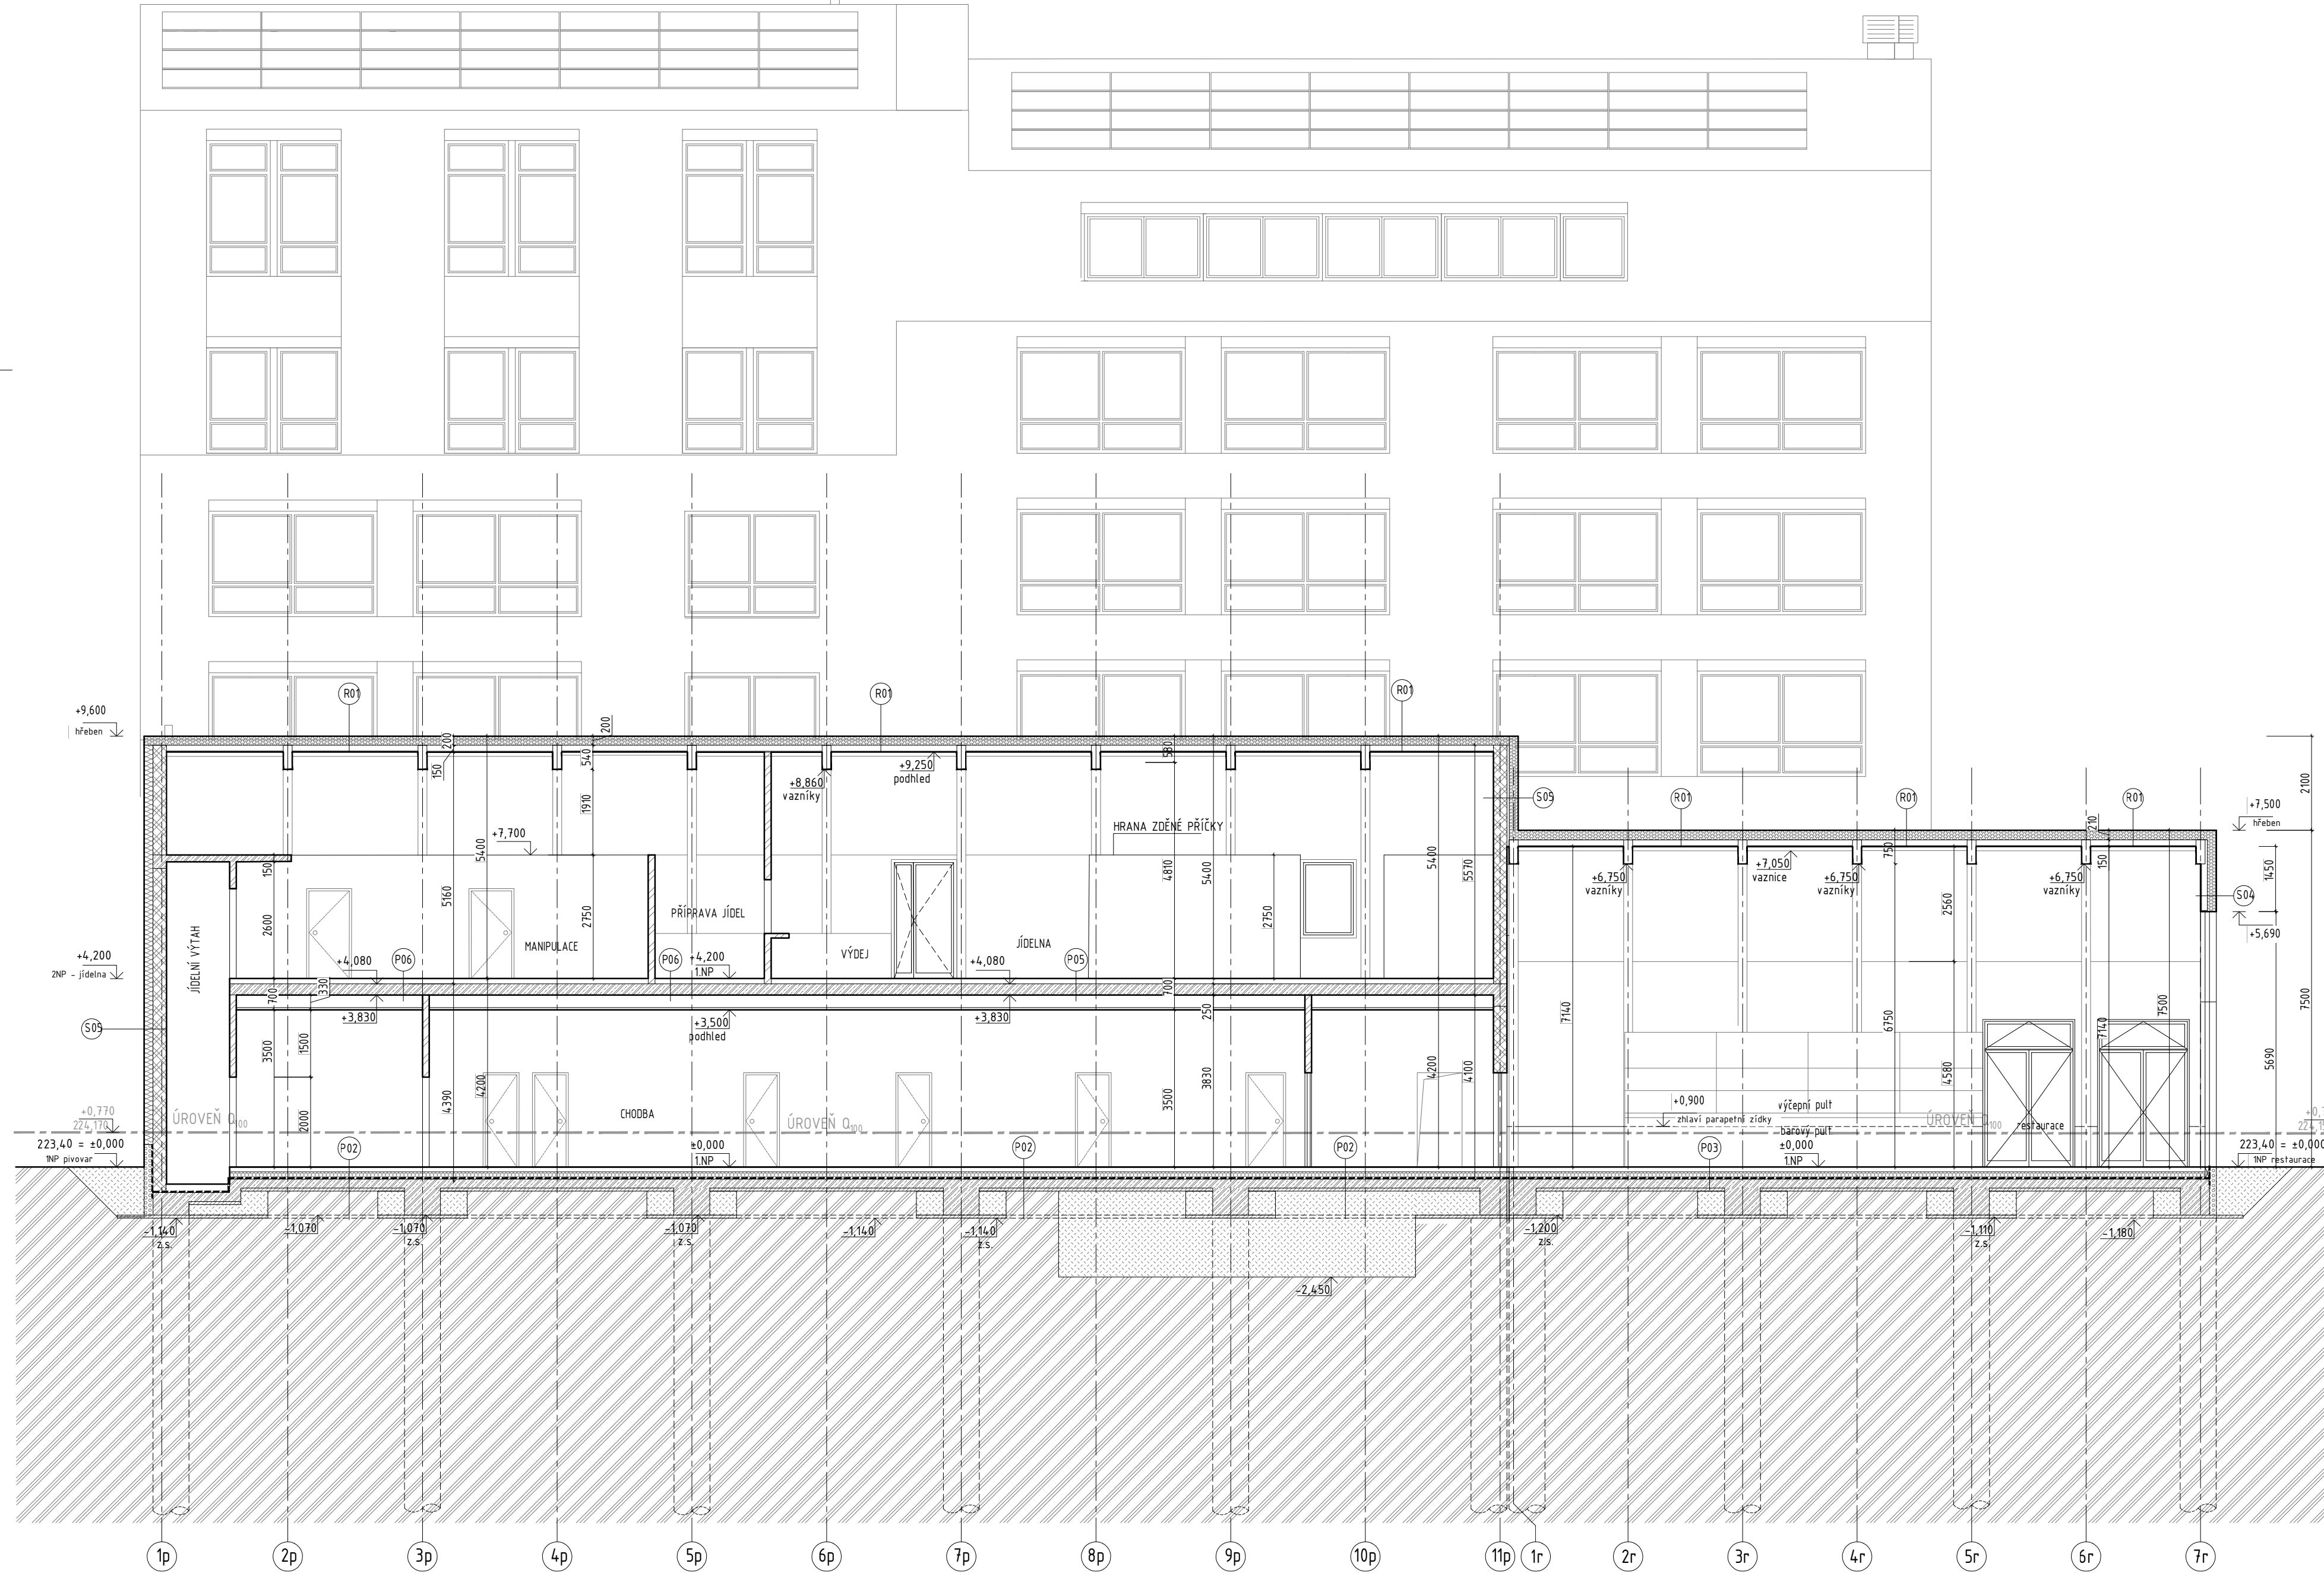 R01
R01
R01
+9,600
hřeben
200
200
540
150
580
+9,250
podhled
+8,860
vazníky
1910
S05
R01
R01
R01
2100
+7,500
hřeben
210
HRANA ZDĚNÉ PŘÍČKY
+7,700
5400
750
+7,050
vaznice
150
1450
+6,750
vazníky
+6,750
vazníky
+6,750
vazníky
150
4810
5400
5400
5570
5160
S04
2560
PŘÍPRAVA JÍDEL
2750
2750
2600
+5,690
MANIPULACE
JÍDELNÍ VÝTAH
VÝDEJ
JÍDELNA
+4,200
2NP - jídelna
+4,080
P06
P06
+4,200
1.NP
+4,080
P05
330
700
700
250
7500
7500
+3,830
+3,500
podhled
+3,830
7140
6750
7140
S05
3500
1500
5690
4390
4200
3500
3830
4200
4100
4580
+0,900
zhlaví parapetní zídky
výčepní pult
+0,770
224,170
ÚROVEŇ Q100
CHODBA
ÚROVEŇ Q100
2000
restaurace
barový pult
223,40 = ±0,000
1NP pivovar
P02
±0,000
1.NP
P02
P02
P03
±0,000
1.NP
223,40 = ±0,000
1NP restaurace
-1,140
z.s.
-1,070
-1,070
z.s.
-1,070
z.s.
-1,140
-1,140
z.s.
-1,200
z.s.
-1,110
z.s.
-1,180
-2,450
1p
2p
3p
4p
5p
6p
7p
8p
9p
10p
11p
1r
2r
3r
4r
5r
6r
7r